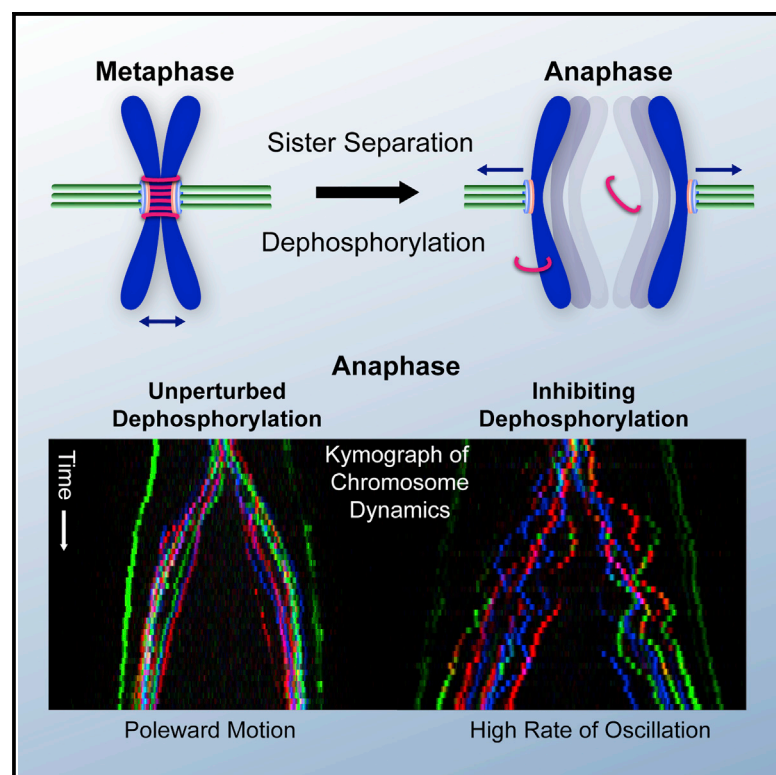 Metaphase
Anaphase
Sister Separation
Dephosphorylation
Anaphase
Unperturbed
Dephosphorylation
Inhibiting
Dephosphorylation
Time
Kymograph of
Chromosome
Dynamics
Poleward Motion
High Rate of Oscillation